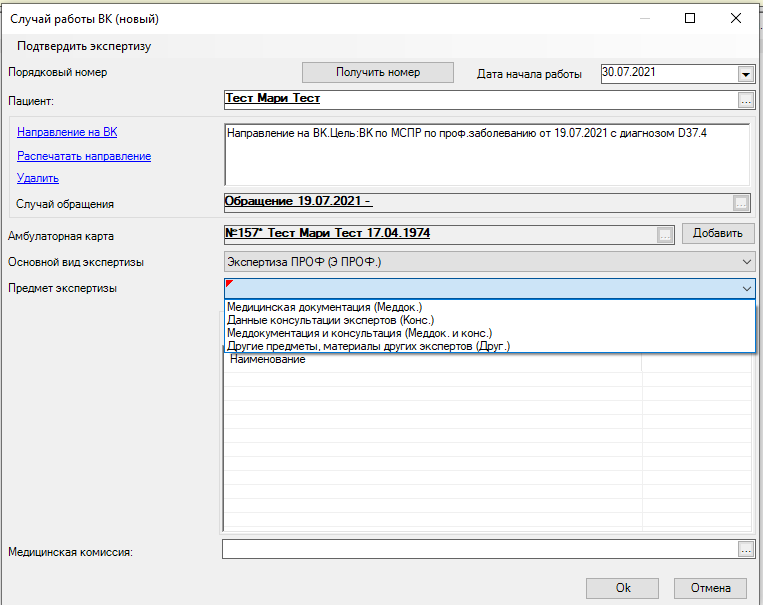 Случай работы ВК (новый)
Подтвердить экспертизу
Порядковый номер
Получить номер
Дата начала работы
30.07.2021
Пациент:
Тест Мари Тест
...
Направление на ВК
Направление на ВК.Цель:ВК по МСПР по проф.заболеванию от 19.07.2021 с диагнозом D37.4
Распечатать направление
Удалить
Случай обращения
Обращение 19.07.2021 -
...
Амбулаторная карта
№157* Тест Мари Тест 17.04.1974
...
Добавить
Основной вид экспертизы
Экспертиза ПРОФ (Э ПРОФ.)
Предмет экспертизы
Медицинская документация (Меддок.)
Данные консультации экспертов (Конс.)
Меддокументация и консультация (Меддок. и конс.)
Другие предметы, материалы других экспертов (Друг.)
Наименование
Медицинская комиссия:
...
Ok
Отмена